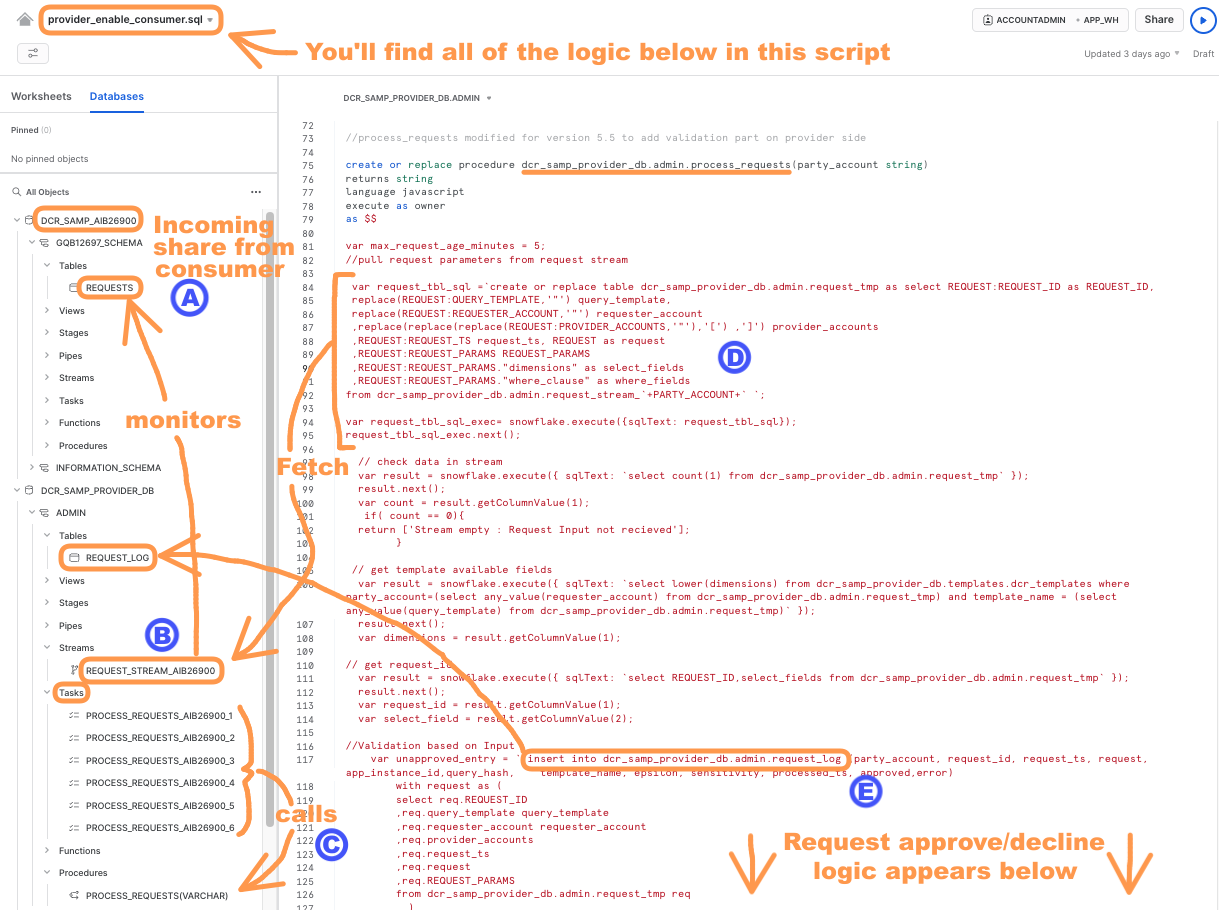 provider_enable_consumer.sql
ACCOUNTADMIN • APP_WH
Share
You'll find all of the logic below in this script
Updated 3 days ago
Draft
Worksheets
Databases
DCR_SAMP_PROVIDER_DB.ADMIN
Pinned (0)
No pinned objects
All Objects
...
DCR_SAMP_AIB26900
GQB12697_SCHEMA
Tables
REQUESTS
Views
Stages
Pipes
Streams
Tasks
Functions
Procedures
INFORMATION_SCHEMA
DCR_SAMP_PROVIDER_DB
ADMIN
Tables
REQUEST_LOG
Views
Stages
Pipes
Streams
REQUEST_STREAM_AIB26900
Tasks
PROCESS_REQUESTS_AIB26900_1
PROCESS_REQUESTS_AIB26900_2
PROCESS_REQUESTS_AIB26900_3
PROCESS_REQUESTS_AIB26900_4
PROCESS_REQUESTS_AIB26900_5
PROCESS_REQUESTS_AIB26900_6
Functions
Procedures
PROCESS_REQUESTS(VARCHAR)
Incoming
share from
consumer
A
monitors
B
Fetch
calls
C
72
73 //process_requests modified for version 5.5 to add validation part on provider side
74
75 create or replace procedure dcr_samp_provider_db.admin.process_requests(party_account string)
76 returns string
77 language javascript
78 execute as owner
79 as $$
80
81 var max_request_age_minutes = 5;
82 //pull request parameters from request stream
83
84 var request_tbl_sql =`create or replace table dcr_samp_provider_db.admin.request_tmp as select REQUEST:REQUEST_ID as REQUEST_ID,
85 replace(REQUEST:QUERY_TEMPLATE,'"') query_template,
86 replace(REQUEST:REQUESTER_ACCOUNT,'"') requester_account
87 ,replace(replace(replace(REQUEST:PROVIDER_ACCOUNTS,'"'),'[') ,']') provider_accounts
88 ,REQUEST:REQUEST_TS request_ts, REQUEST as request
89 ,REQUEST:REQUEST_PARAMS REQUEST_PARAMS
,REQUEST:REQUEST_PARAMS."dimensions" as select_fields
,REQUEST:REQUEST_PARAMS."where_clause" as where_fields
92 from dcr_samp_provider_db.admin.request_stream_`+PARTY_ACCOUNT+` `;
93
94 var request_tbl_sql_exec= snowflake.execute({sqlText: request_tbl_sql});
95 request_tbl_sql_exec.next();
96
// check data in stream
var result = snowflake.execute({ sqlText: `select count(1) from dcr_samp_provider_db.admin.request_tmp` });
99 result.next();
100 var count = result.getColumnValue(1);
101 if( count == 0){
102 return ['Stream empty : Request Input not recieved'];
}
// get template available fields
var result = snowflake.execute({ sqlText: `select lower(dimensions) from dcr_samp_provider_db.templates.dcr_templates where
party_account=(select any_value(requester_account) from dcr_samp_provider_db.admin.request_tmp) and template_name = (select
any_value(query_template) from dcr_samp_provider_db.admin.request_tmp)` });
107 result.next();
108 var dimensions = result.getColumnValue(1);
109
110 // get request_id
111 var result = snowflake.execute({ sqlText: `select REQUEST_ID,select_fields from dcr_samp_provider_db.admin.request_tmp` });
112 result.next();
113 var request_id = result.getColumnValue(1);
114 var select_field = result.getColumnValue(2);
115
116 //Validation based on Input
117 var unapproved_entry = ` insert into dcr_samp_provider_db.admin.request_log (party_account, request_id, request_ts, request,
app_instance_id,query_hash, template_name, epsilon, sensitivity, processed_ts, approved,error)
118 with request as (
119 select req.REQUEST_ID
120 ,req.query_template query_template
121 ,req.requester_account requester_account
122 ,req.provider_accounts
123 ,req.request_ts
124 ,req.request
125 ,req.REQUEST_PARAMS
126 from dcr_samp_provider_db.admin.request_tmp req
127 )
D
E
Request approve/decline
logic appears below